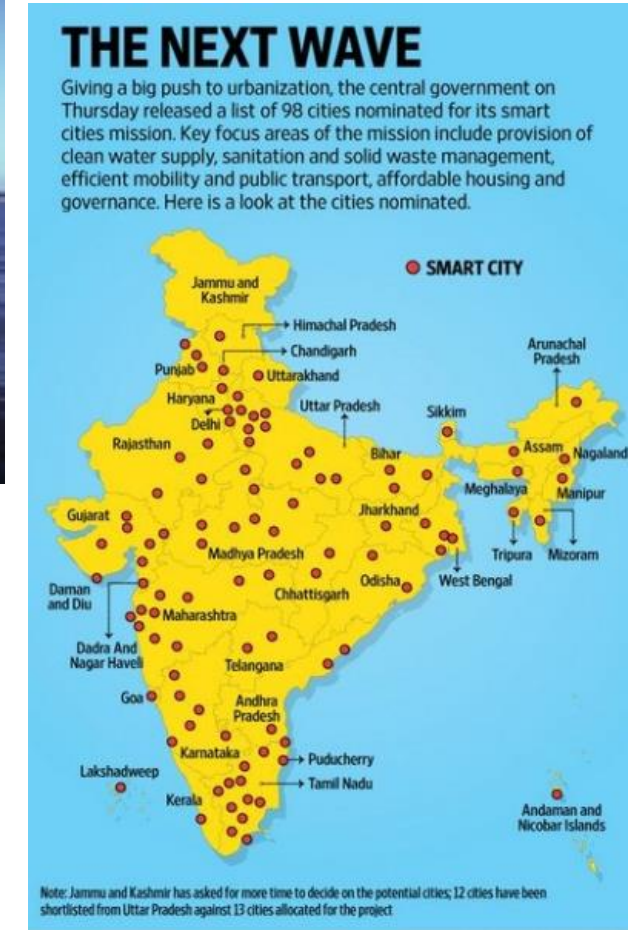 THE NEXT WAVE
Giving a big push to urbanization, the central government on
Thursday released a list of 98 cities nominated for its smart
cities mission. Key focus areas of the mission include provision of
clean water supply, sanitation and solid waste management,
efficient mobility and public transport, affordable housing and
governance. Here is a look at the cities nominated.
SMART CITY
Jammu and
Kashmir
Himachal Pradesh
Chandigarh
Punjab
Uttarakhand
Arunachal
Pradesh
Haryana
Uttar Pradesh
Sikkim
Delhi
Rajasthan
Bihar
Assam
Nagaland
Meghalaya
Manipur
Gujarat
Jharkhand
Madhya Pradesh
Tripura
Mizoram
Daman
and Diu
Chhattisgarh
Odisha
West Bengal
Maharashtra
Dadra And
Nagar Haveli
Telangana
Goa
Andhra
Pradesh
Karnataka
Puducherry
Lakshadweep
Tamil Nadu
Kerala
Andaman and
Nicobar Islands
Note: Jammu and Kashmir has asked for more time to decide on the potential cities; 12 cities have been
shortlisted from Uttar Pradesh against 13 cities allocated for the project